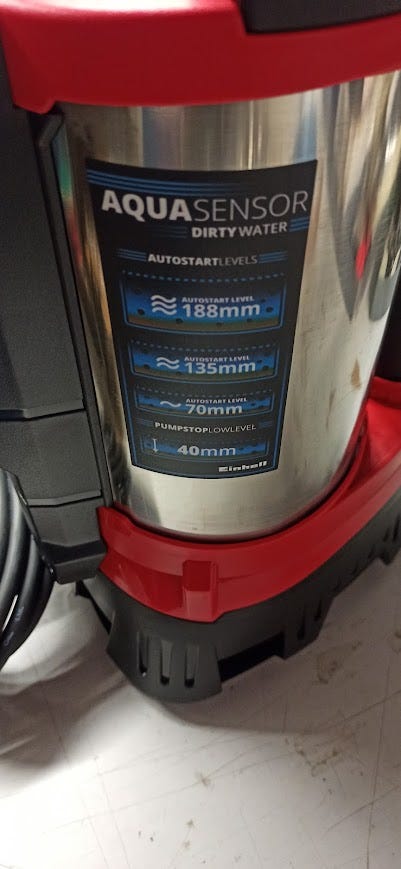 AQUASENSOR
DIRTYWATER
AUTOSTARTLEVELS
AUTOSTART LEVEL
188mm
AUTOSTART LEVEL
135mm
AUTOSTART LEVEL
70mm
PUMPSTOPLOWLEVEL
40mm
Einhell